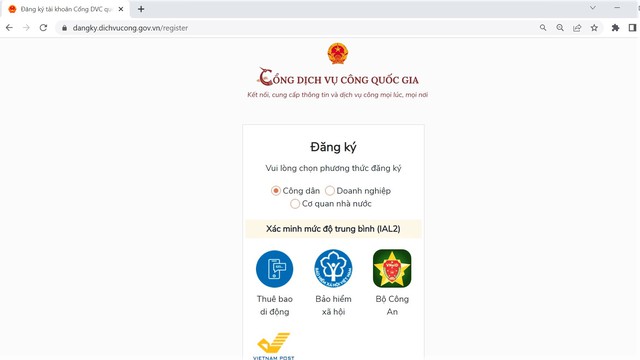 Đăng ký tài khoản Cổng DVC qu
dangky.dichvucong.gov.vn/register
CỔNG DỊCH VỤ CÔNG QUỐC GIA
Kết nối, cung cấp thông tin và dịch vụ công mọi lúc, mọi nơi
Đăng ký
Vui lòng chọn phương thức đăng ký
Công dân Doanh nghiệp
Cơ quan nhà nước
Xác minh mức độ trung bình (IAL2)
Thuê bao Bảo hiểm Bộ Công
di động xã hội An
VIETNAM POST